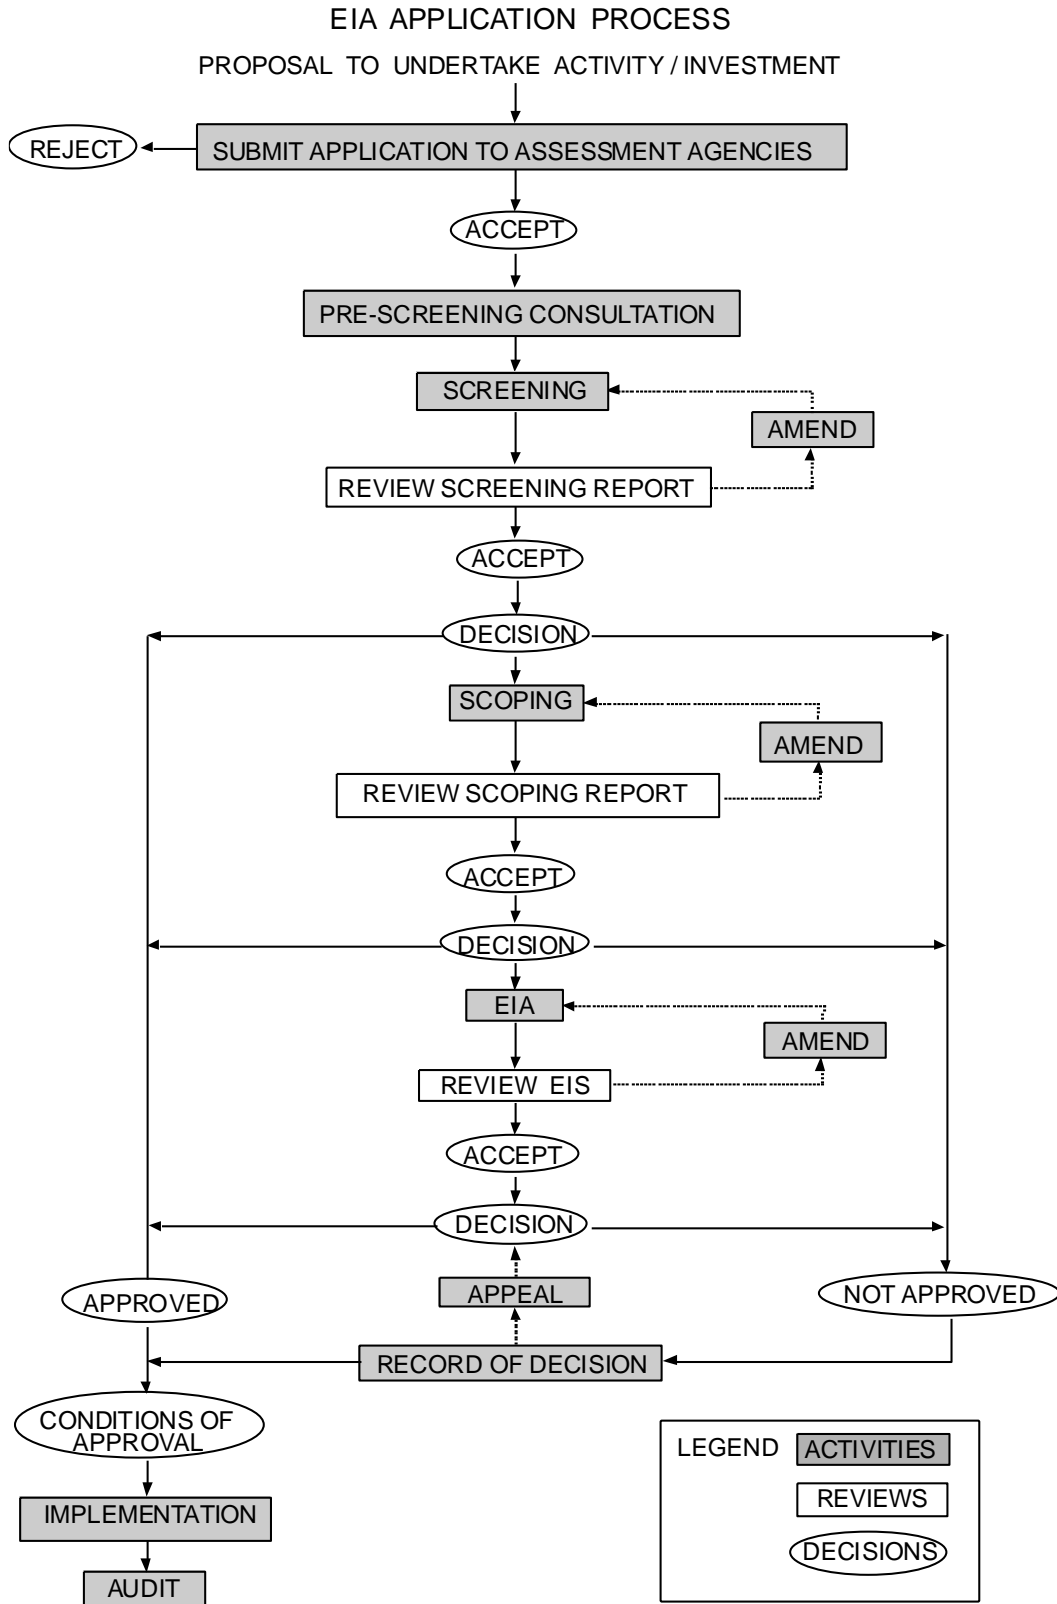 EIA APPLICATION PROCESS
PROPOSAL TO UNDERTAKE ACTIVITY / INVESTMENT
REJECT
SUBMIT APPLICATION TO ASSESSMENT AGENCIES
ACCEPT
PRE-SCREENING CONSULTATION
SCREENING
AMEND
REVIEW SCREENING REPORT
ACCEPT
DECISION
SCOPING
AMEND
REVIEW SCOPING REPORT
ACCEPT
DECISION
EIA
AMEND
REVIEW EIS
ACCEPT
DECISION
APPROVED
APPEAL
NOT APPROVED
RECORD OF DECISION
CONDITIONS OF
APPROVAL
IMPLEMENTATION
AUDIT
LEGEND
ACTIVITIES
REVIEWS
DECISIONS